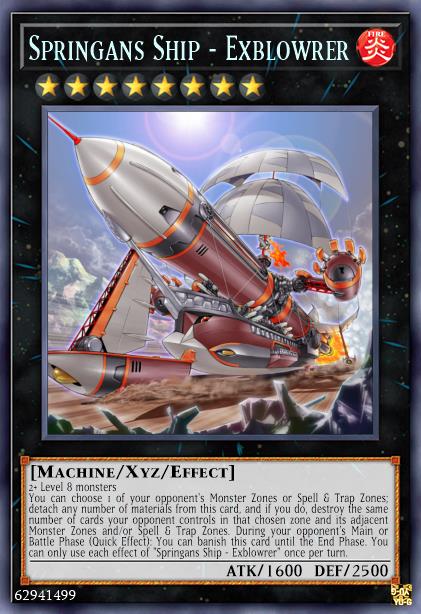 Springans Ship - Exblowrer
FIRE
炎
[Machine/Xyz/Effect]
2+ Level 8 monsters
You can choose 1 of your opponent's Monster Zones or Spell & Trap Zones;
detach any number of materials from this card, and if you do, destroy the same
number of cards your opponent controls in that chosen zone and its adjacent
Monster Zones and/or Spell & Trap Zones. During your opponent's Main or
Battle Phase (Quick Effect): You can banish this card until the End Phase. You
can only use each effect of "Springans Ship - Exblowrer" once per turn.
ATK/1600 DEF/2500
62941499